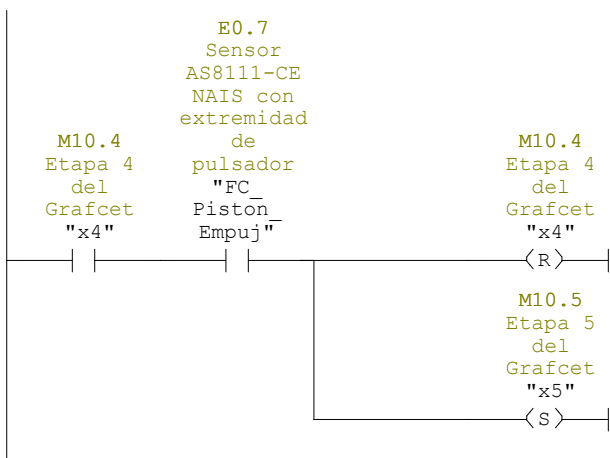 E0.7
Sensor
AS8111-CE
NAIS con
extremidad
de
pulsador
"FC_
Piston_
Empuj"
M10.4
Etapa 4
del
Grafcet
"x4"
M10.4
Etapa 4
del
Grafcet
"x4"
R
M10.5
Etapa 5
del
Grafcet
"x5"
S